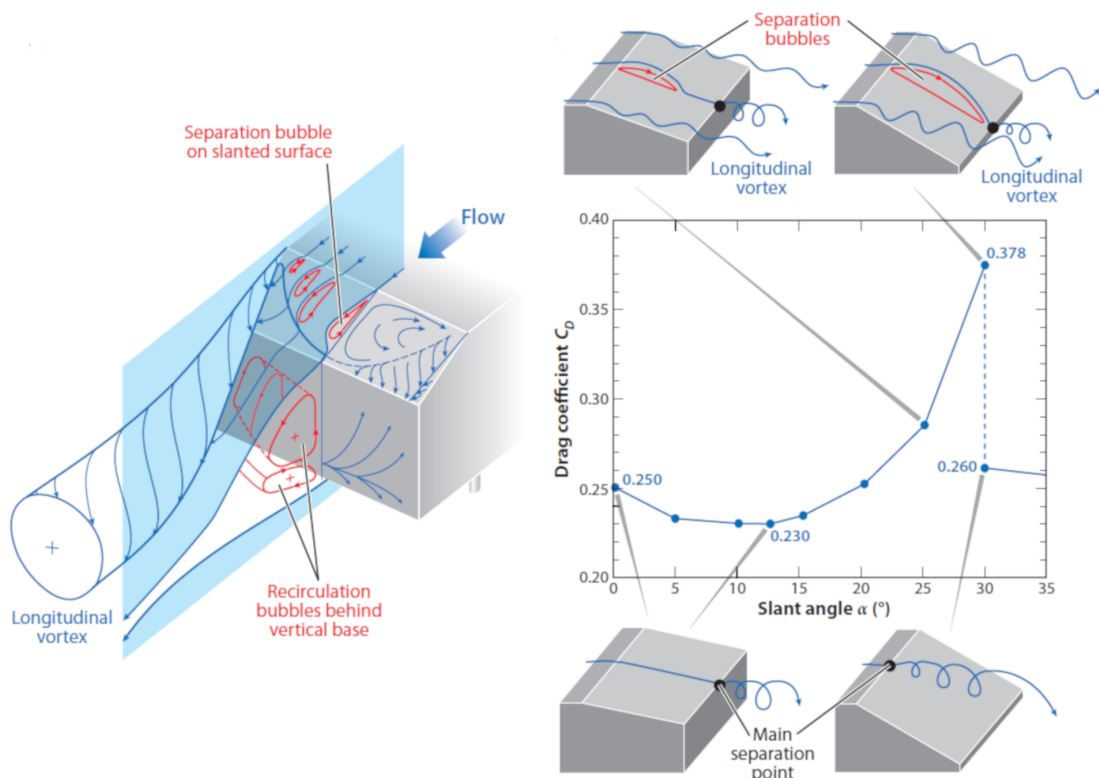 Separation bubble
on slanted surface
Flow
Recirculation
bubbles behind
vertical base
Longitudinal
vortex
Separation
bubbles
Longitudinal
vortex
Longitudinal
vortex
Drag coefficient C_D
0.40
0.35
0.30
0.25
0.20
0.250
0.230
0.378
0.260
0
5
10
15
20
25
30
35
Slant angle α (°)
Main
separation
point